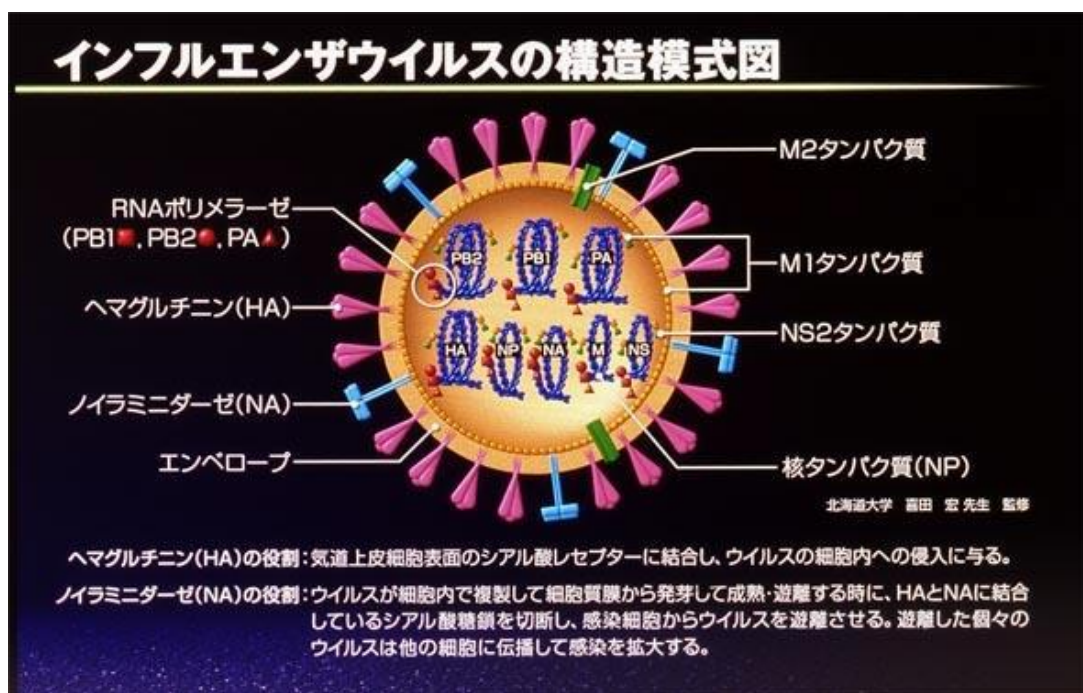 インフルエンザウイルスの構造模式図
M2タンパク質
RNAポリメラーゼ
(PB1■, PB2●, PA▲)
M1タンパク質
ヘマグルチニン(HA)
NS2タンパク質
ノイラミニダーゼ(NA)
エンベロープ
核タンパク質(NP)
PB2 PB1 PA
HA NP NA M NS
北海道大学 喜田 宏 先生 監修
ヘマグルチニン(HA)の役割:気道上皮細胞表面のシアル酸レセプターに結合し、ウイルスの細胞内への侵入に与る。
ノイラミニダーゼ(NA)の役割:ウイルスが細胞内で複製して細胞質膜から発芽して成熟・遊離する時に、HAとNAに結合
しているシアル酸糖鎖を切断し、感染細胞からウイルスを遊離させる。遊離した個々の
ウイルスは他の細胞に伝播して感染を拡大する。